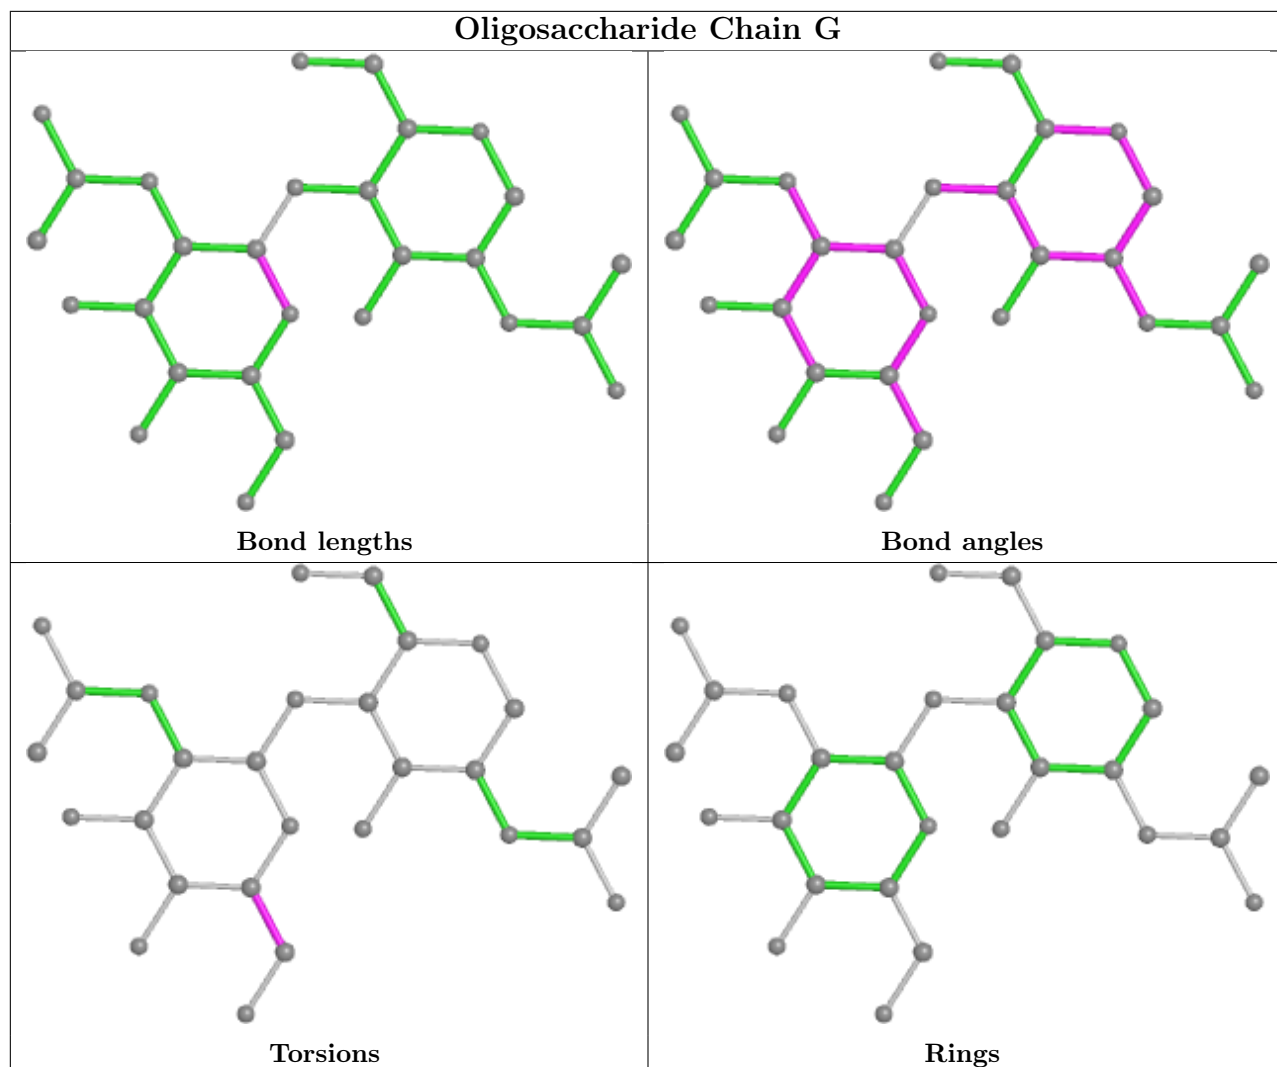 Oligosaccharide Chain G
Bond lengths
Bond angles
Torsions
Rings